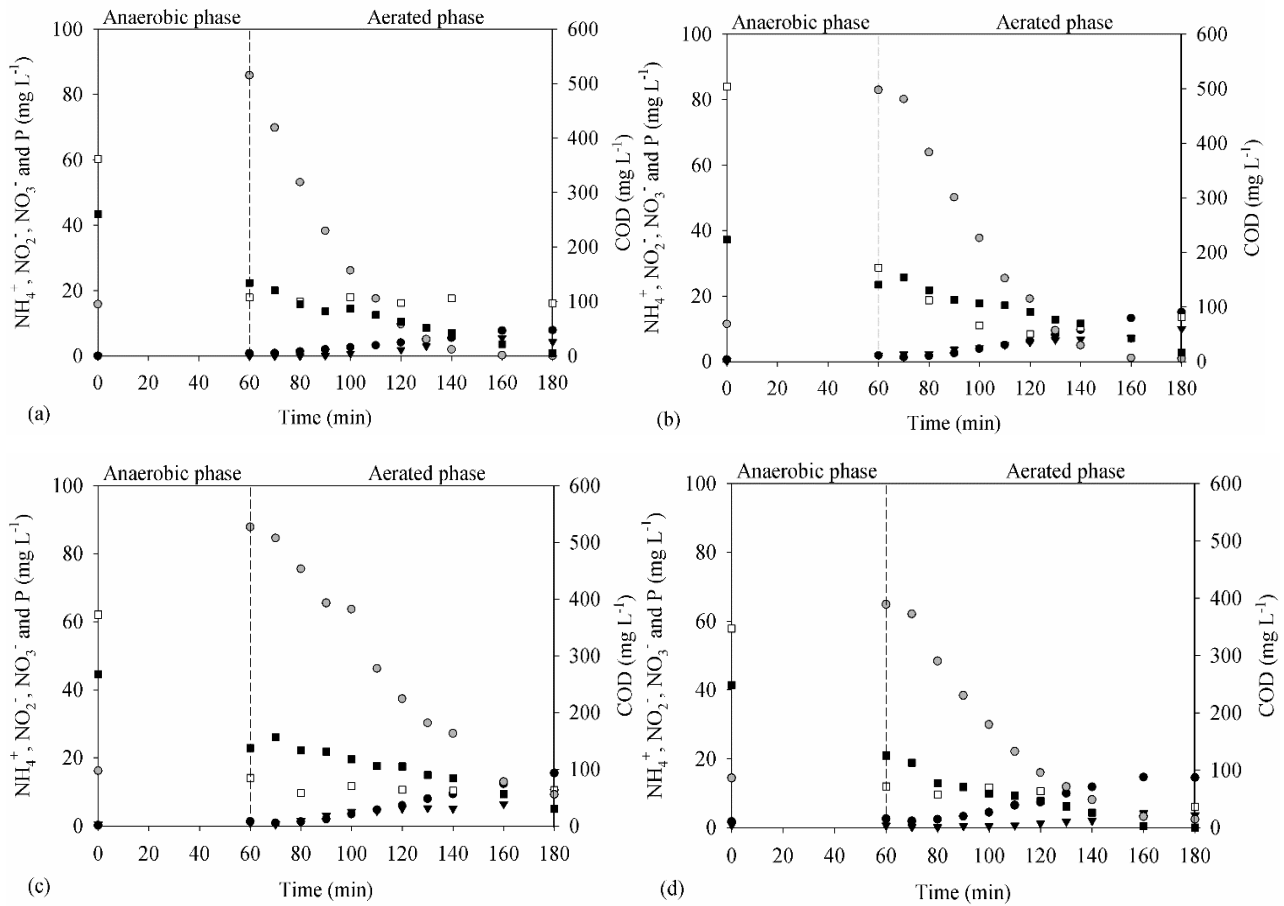 Anaerobic phase Aerated phase
NH₄⁺, NO₂⁻, NO₃⁻ and P (mg L⁻¹)
100
80
60
40
20
0
600
500
400
300
200
100
0
COD (mg L⁻¹)
0 20 40 60 80 100 120 140 160 180
(a) Time (min)
Anaerobic phase Aerated phase
NH₄⁺, NO₂⁻, NO₃⁻ and P (mg L⁻¹)
100
80
60
40
20
0
600
500
400
300
200
100
0
COD (mg L⁻¹)
0 20 40 60 80 100 120 140 160 180
(b) Time (min)
Anaerobic phase Aerated phase
NH₄⁺, NO₂⁻, NO₃⁻ and P (mg L⁻¹)
100
80
60
40
20
0
600
500
400
300
200
100
0
COD (mg L⁻¹)
0 20 40 60 80 100 120 140 160 180
(c) Time (min)
Anaerobic phase Aerated phase
NH₄⁺, NO₂⁻, NO₃⁻ and P (mg L⁻¹)
100
80
60
40
20
0
600
500
400
300
200
100
0
COD (mg L⁻¹)
0 20 40 60 80 100 120 140 160 180
(d) Time (min)